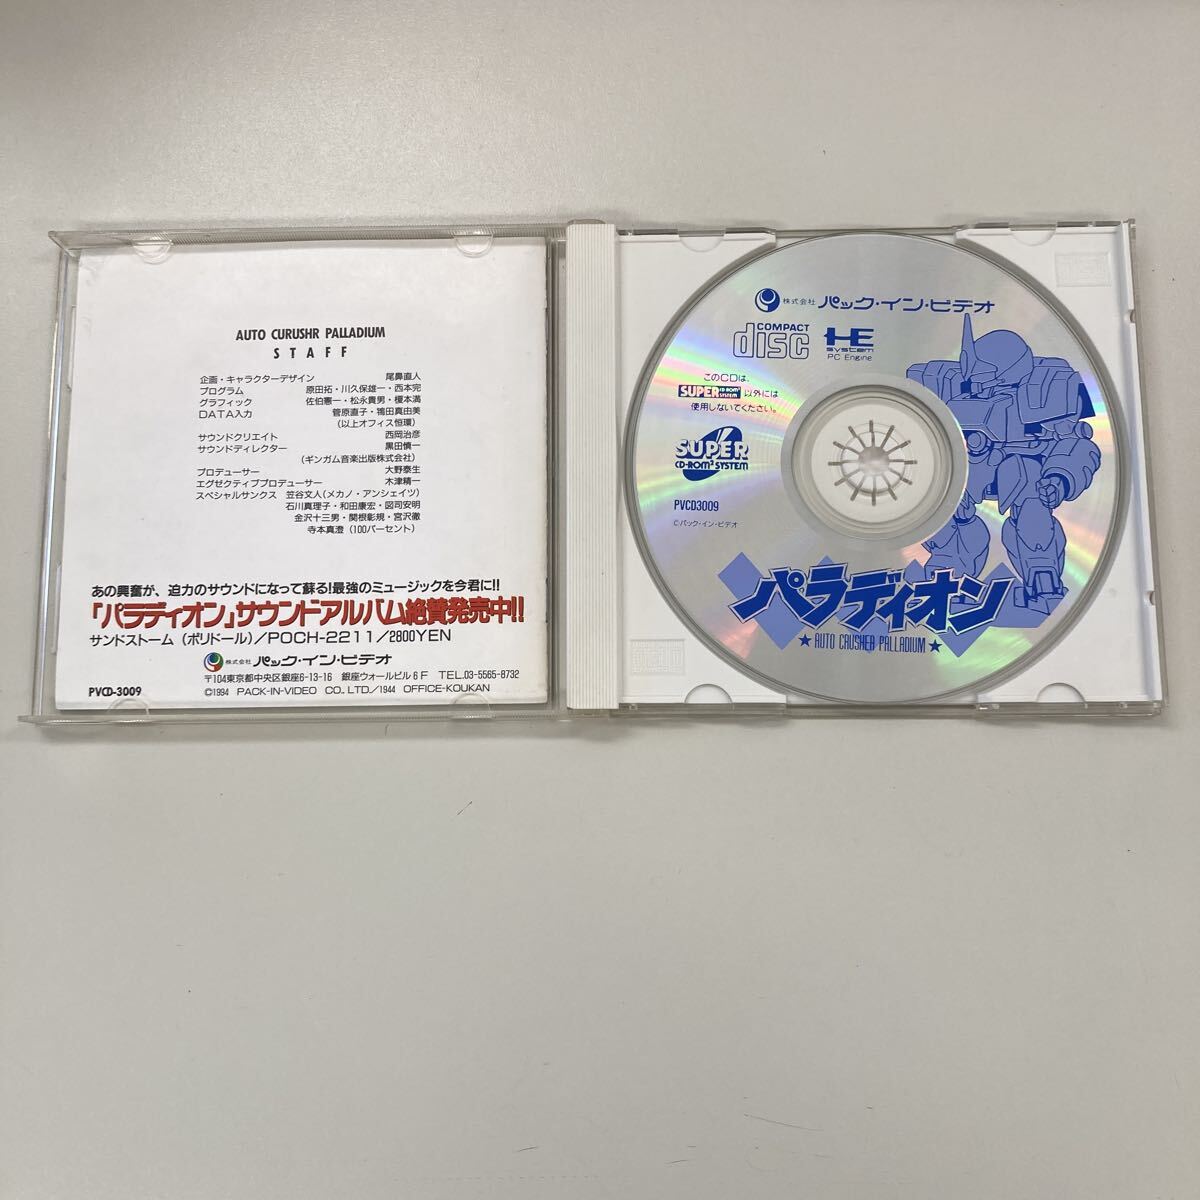 AUTO CURUSHR PALLADIUM
STAFF
企画・キャラクターデザイン 尾鼻直人
プログラム 原田拓・川久保雄一・西本完
グラフィック 佐伯憲一・松永貴男・榎本満
DATA入力 菅原直子・鴇田真由美
(以上オフィス恒環)
サウンドクリエイト 西岡治彦
サウンドディレクター 黒田慎一
(ギンガム音楽出版株式会社)
プロデューサー 大野泰生
エグゼクティブプロデューサー 木津精一
スペシャルサンクス 笠谷文人(メカノ・アンシェイツ)
石川真理子・和田康宏・図司安明
金沢十三男・関根彰規・宮沢徹
寺本真澄(100パーセント)
あの興奮が、迫力のサウンドになって蘇る!最強のミュージックを今君に!!
「パラディオン」サウンドアルバム絶賛発売中!!
サンドストーム(ポリドール)/POCH-2211/2800YEN
株式会社 パック・イン・ビデオ
〒104東京都中央区銀座6-13-16 銀座ウォールビル6F TEL.03-5565-8732
PVCD-3009
©1994 PACK-IN-VIDEO CO. LTD./1944 OFFICE-KOUKAN
株式会社 パック・イン・ビデオ
COMPACT
disc
HE
system
PC Engine
このCDは、
SUPER CD-ROM² SYSTEM 以外には
使用しないでください。
SUPER
CD-ROM² SYSTEM
PVCD3009
©パック・イン・ビデオ
パラディオン
★ AUTO CRUSHER PALLADIUM ★